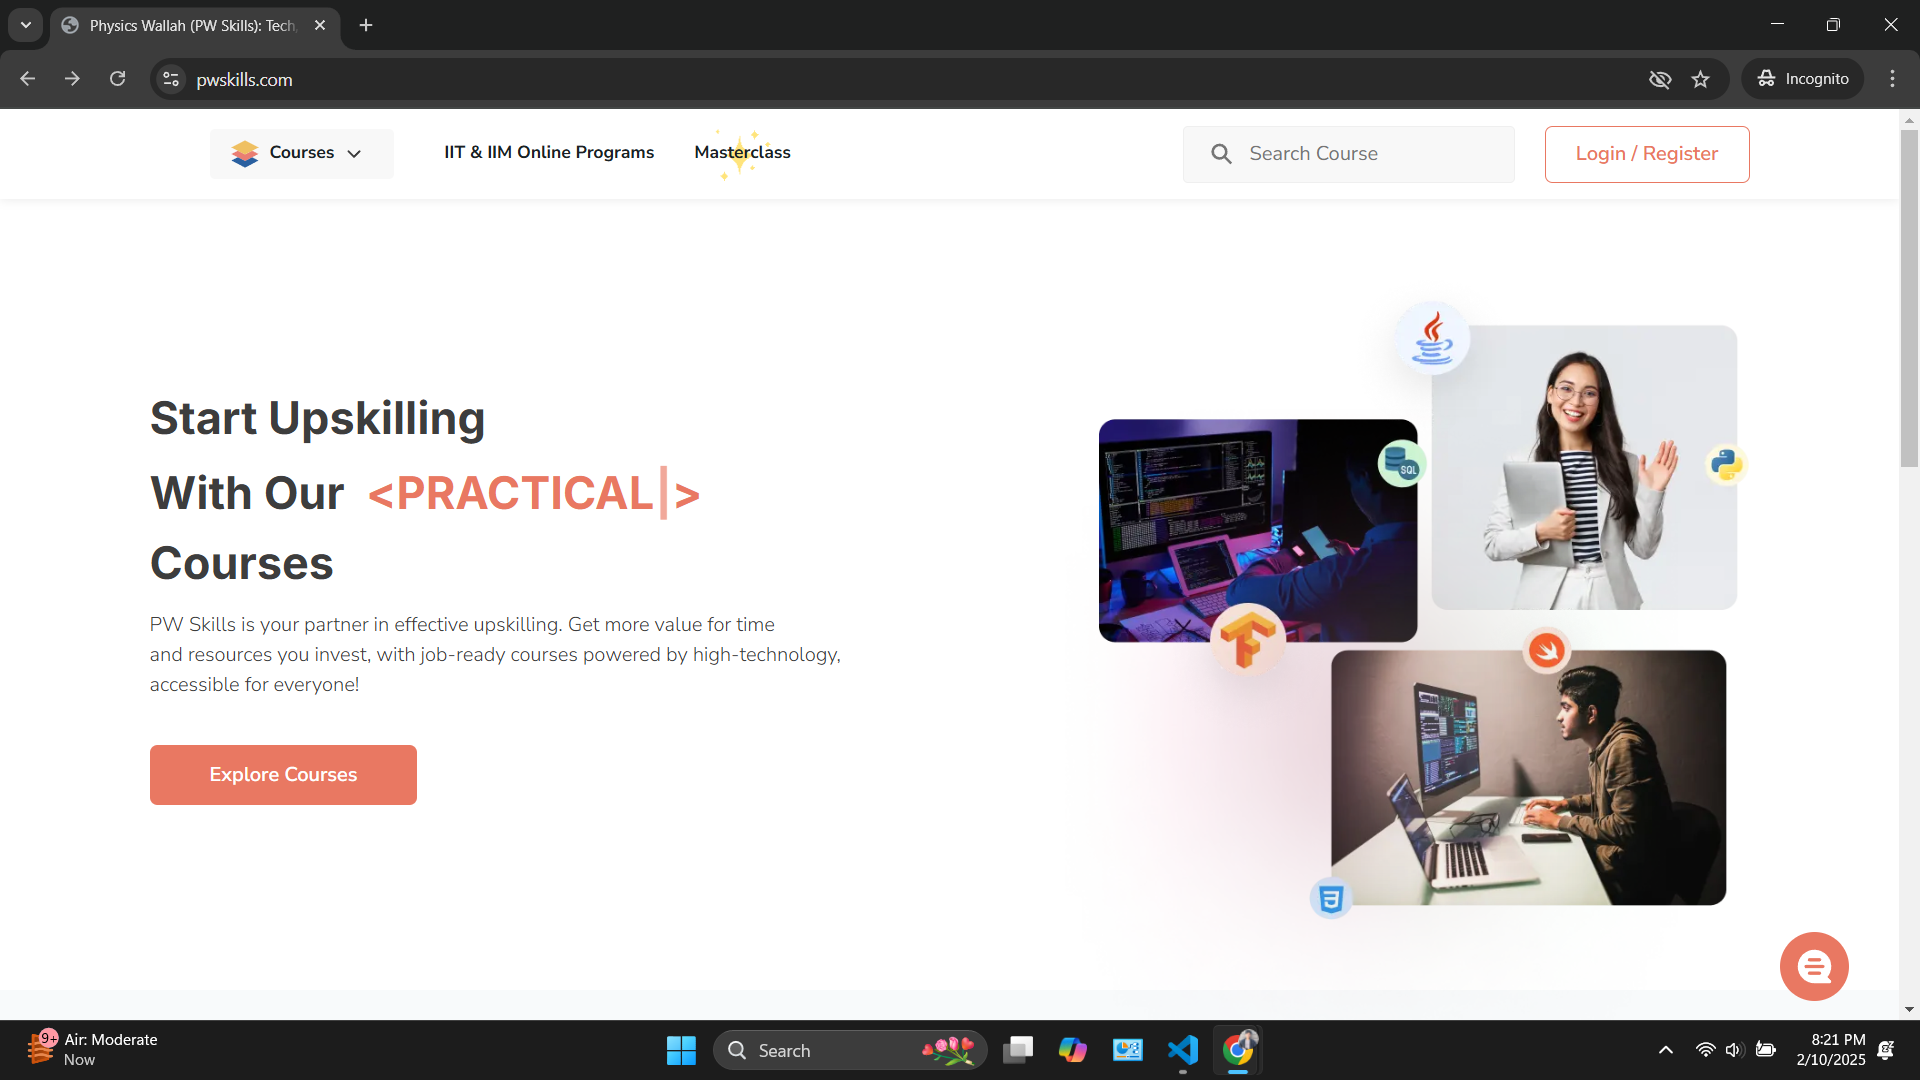 Physics Wallah (PW Skills): Tech,
pwskills.com
Incognito
Courses
IIT & IIM Online Programs
Masterclass
Search Course
Login / Register
Start Upskilling
With Our <PRACTICAL|>
Courses
PW Skills is your partner in effective upskilling. Get more value for time
and resources you invest, with job-ready courses powered by high-technology,
accessible for everyone!
Explore Courses
SQL
9+
Air: Moderate
Now
Search
8:21 PM
2/10/2025